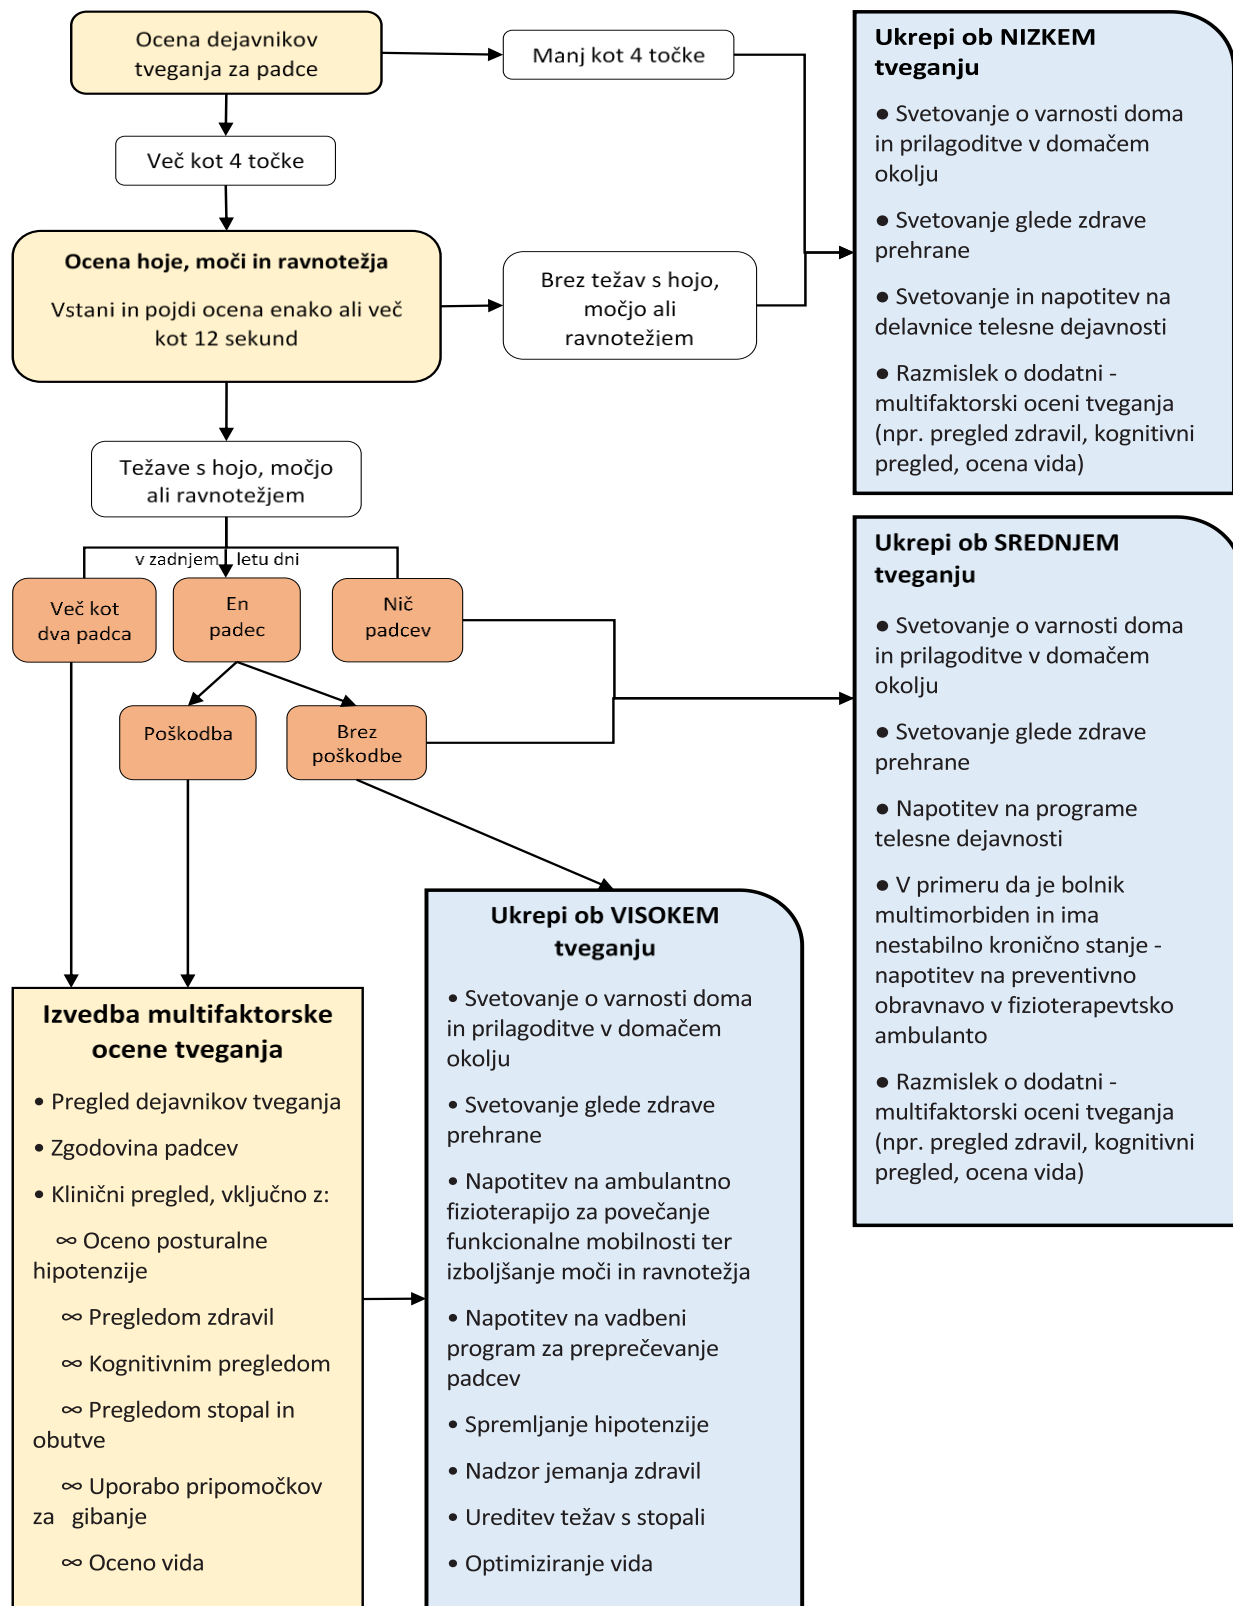 Ocena dejavnikov
tveganja za padce
Manj kot 4 točke
Več kot 4 točke
Ocena hoje, moči in ravnotežja
Vstani in pojdi ocena enako ali več
kot 12 sekund
Brez težav s hojo,
močjo ali
ravnotežjem
Težave s hojo, močjo
ali ravnotežjem
v zadnjem letu dni
Več kot
dva padca
En
padec
Nič
padcev
Poškodba
Brez
poškodbe
Ukrepi ob NIZKEM
tveganju
● Svetovanje o varnosti doma
in prilagoditve v domačem
okolju
● Svetovanje glede zdrave
prehrane
● Svetovanje in napotitev na
delavnice telesne dejavnosti
● Razmislek o dodatni -
multifaktorski oceni tveganja
(npr. pregled zdravil, kognitivni
pregled, ocena vida)
Ukrepi ob SREDNJEM
tveganju
● Svetovanje o varnosti doma
in prilagoditve v domačem
okolju
● Svetovanje glede zdrave
prehrane
● Napotitev na programe
telesne dejavnosti
● V primeru da je bolnik
multimorbiden in ima
nestabilno kronično stanje -
napotitev na preventivno
obravnavo v fizioterapevtsko
ambulanto
● Razmislek o dodatni -
multifaktorski oceni tveganja
(npr. pregled zdravil, kognitivni
pregled, ocena vida)
Izvedba multifaktorske
ocene tveganja
• Pregled dejavnikov tveganja
• Zgodovina padcev
• Klinični pregled, vključno z:
∞ Oceno posturalne
hipotenzije
∞ Pregledom zdravil
∞ Kognitivnim pregledom
∞ Pregledom stopal in
obutve
∞ Uporabo pripomočkov
za gibanje
∞ Oceno vida
Ukrepi ob VISOKEM
tveganju
• Svetovanje o varnosti doma
in prilagoditve v domačem
okolju
• Svetovanje glede zdrave
prehrane
• Napotitev na ambulantno
fizioterapijo za povečanje
funkcionalne mobilnosti ter
izboljšanje moči in ravnotežja
• Napotitev na vadbeni
program za preprečevanje
padcev
• Spremljanje hipotenzije
• Nadzor jemanja zdravil
• Ureditev težav s stopali
• Optimiziranje vida